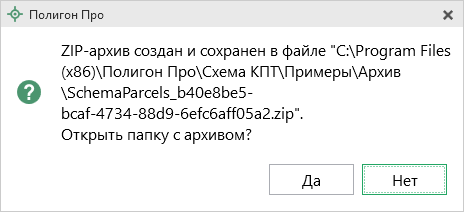 Полигон Про
ZIP-архив создан и сохранен в файле "C:\Program Files
(x86)\Полигон Про\Схема КПТ\Примеры\Архив
\SchemaParcels_b40e8be5-
bcaf-4734-88d9-6efc6aff05a2.zip".
Открыть папку с архивом?
Да
Нет